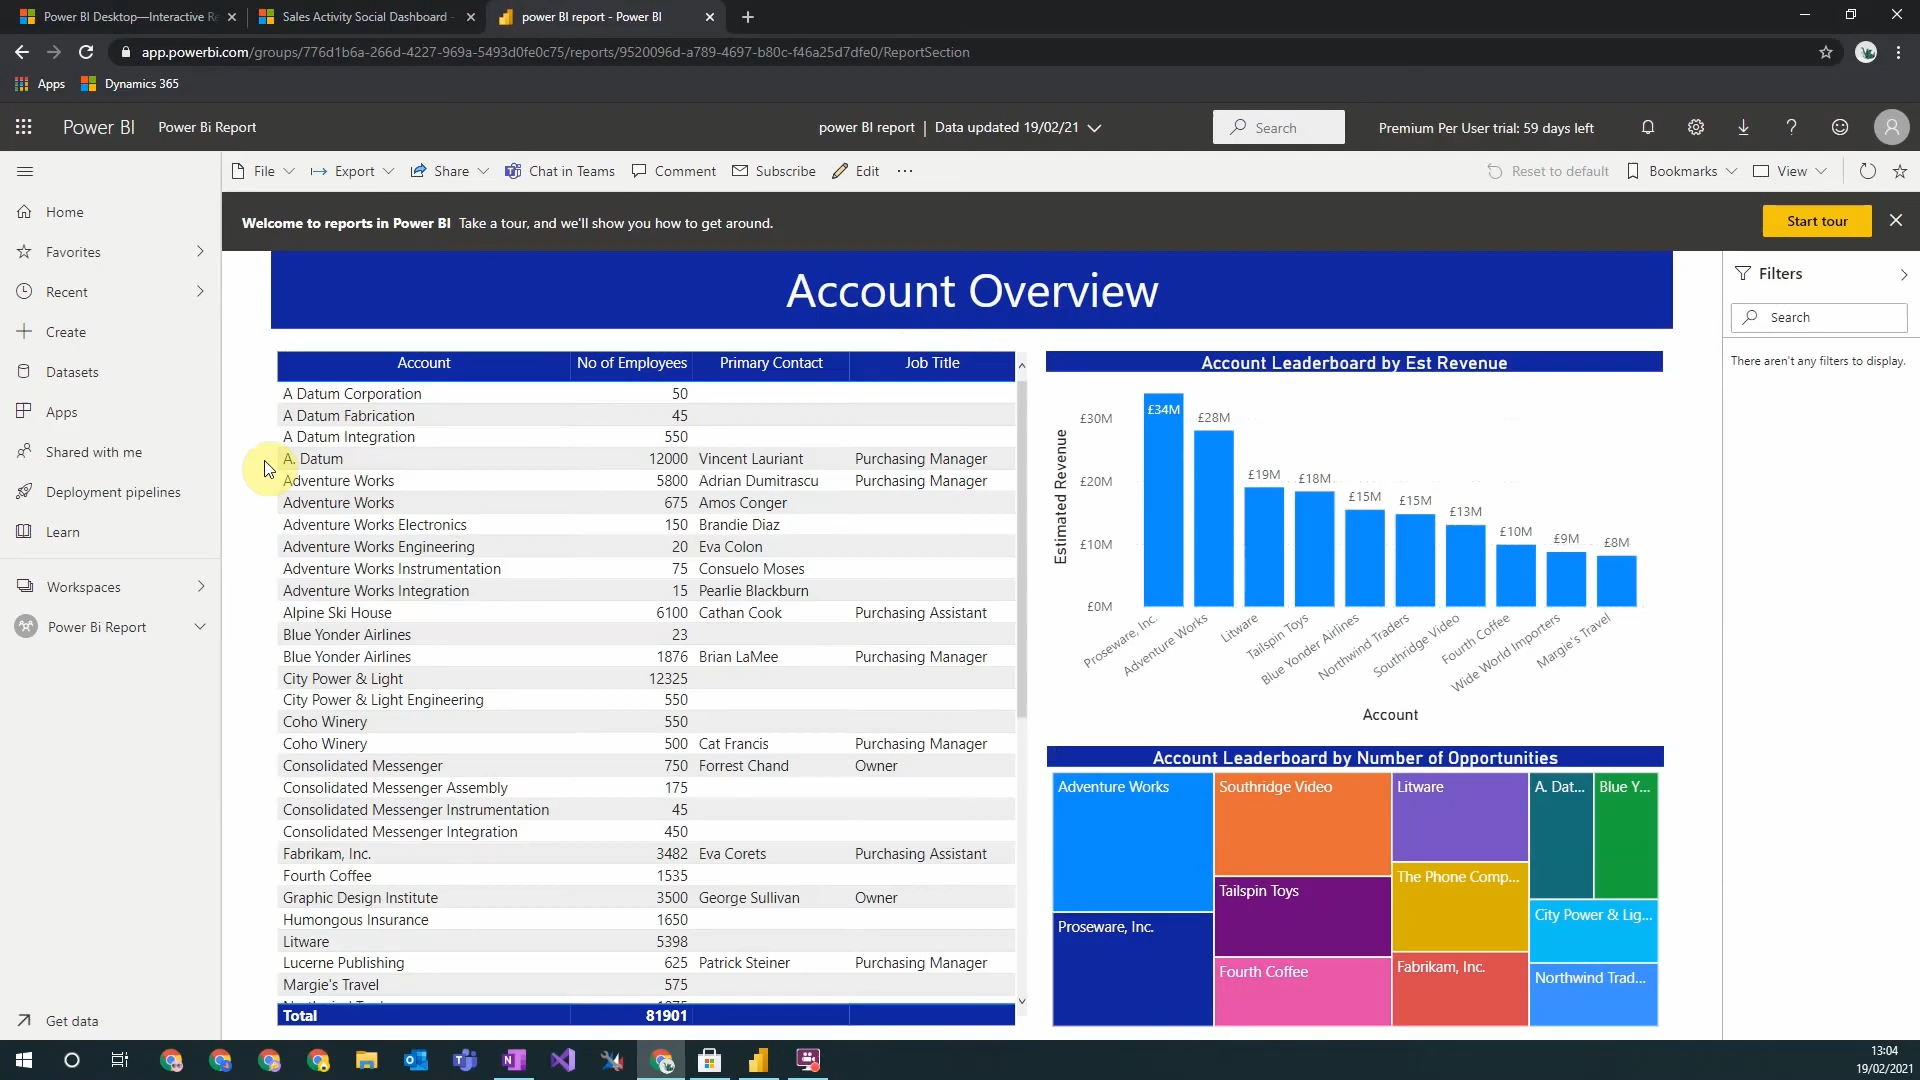 Power BI Desktop—Interactive Re
Sales Activity Social Dashboard -
power BI report - Power BI
app.powerbi.com/groups/776d1b6a-266d-4227-969a-5493d0fe0c75/reports/9520096d-a789-4697-b80c-f46a25d7dfe0/ReportSection
Apps Dynamics 365
Power BI Power Bi Report power BI report | Data updated 19/02/21 Search Premium Per User trial: 59 days left
File Export Share Chat in Teams Comment Subscribe Edit ... Reset to default Bookmarks View
Welcome to reports in Power BI Take a tour, and we'll show you how to get around. Start tour
Home
Favorites
Recent
Create
Datasets
Apps
Shared with me
Deployment pipelines
Learn
Workspaces
Power Bi Report
Get data
Account Overview
Account No of Employees Primary Contact Job Title
A Datum Corporation 50
A Datum Fabrication 45
A Datum Integration 550
A. Datum 12000 Vincent Lauriant Purchasing Manager
Adventure Works 5800 Adrian Dumitrascu Purchasing Manager
Adventure Works 675 Amos Conger
Adventure Works Electronics 150 Brandie Diaz
Adventure Works Engineering 20 Eva Colon
Adventure Works Instrumentation 75 Consuelo Moses
Adventure Works Integration 15 Pearlie Blackburn
Alpine Ski House 6100 Cathan Cook Purchasing Assistant
Blue Yonder Airlines 23
Blue Yonder Airlines 1876 Brian LaMee Purchasing Manager
City Power & Light 12325
City Power & Light Engineering 550
Coho Winery 550
Coho Winery 500 Cat Francis Purchasing Manager
Consolidated Messenger 750 Forrest Chand Owner
Consolidated Messenger Assembly 175
Consolidated Messenger Instrumentation 45
Consolidated Messenger Integration 450
Fabrikam, Inc. 3482 Eva Corets Purchasing Assistant
Fourth Coffee 1535
Graphic Design Institute 3500 George Sullivan Owner
Humongous Insurance 1650
Litware 5398
Lucerne Publishing 625 Patrick Steiner Purchasing Manager
Margie's Travel 575
Total 81901
Account Leaderboard by Est Revenue
Estimated Revenue
£30M
£20M
£10M
£0M
£34M £28M £19M £18M £15M £15M £13M £10M £9M £8M
Proseware, Inc.
Adventure Works
Litware
Tailspin Toys
Blue Yonder Airlines
Northwind Traders
Southridge Video
Fourth Coffee
Wide World Importers
Margie's Travel
Account
Account Leaderboard by Number of Opportunities
Adventure Works
Proseware, Inc.
Southridge Video
Tailspin Toys
Fourth Coffee
Litware
The Phone Comp...
Fabrikam, Inc.
A. Dat...
Blue Y...
City Power & Lig...
Northwind Trad...
Filters
Search
There aren't any filters to display.
13:04
19/02/2021